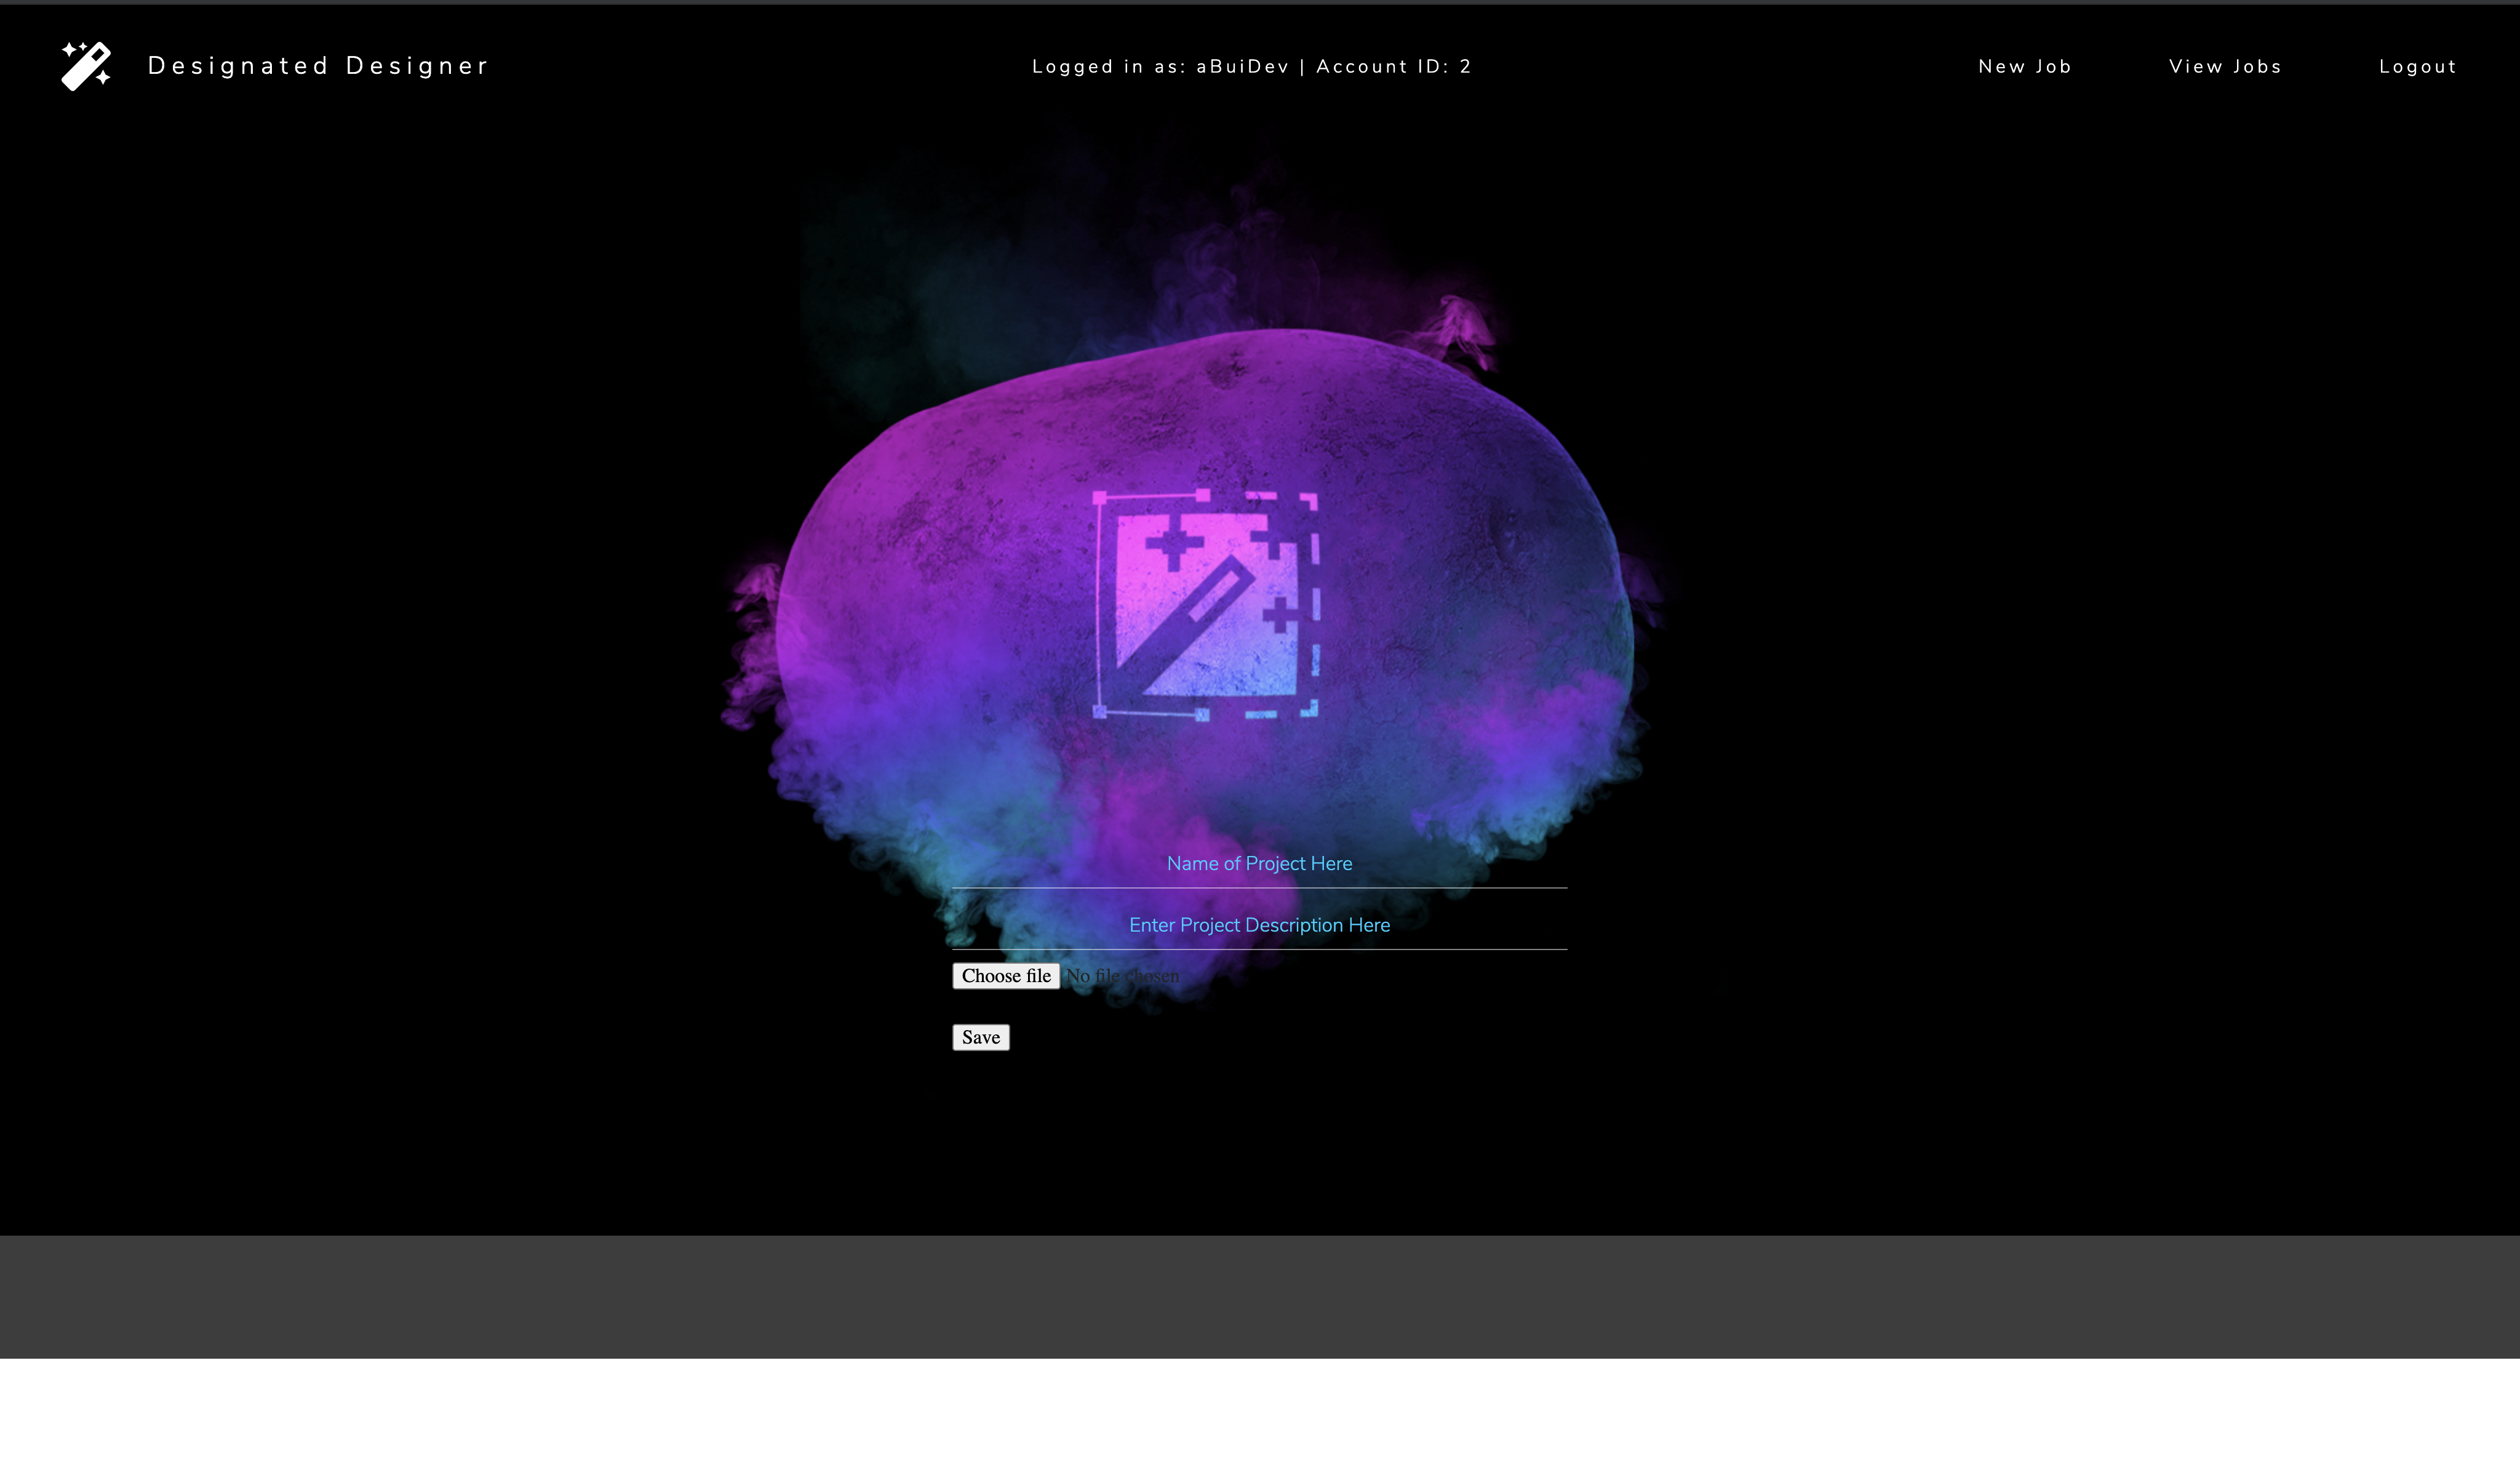 Designated Designer
Logged in as: aBuiDev | Account ID: 2
New Job
View Jobs
Logout
Name of Project Here
Enter Project Description Here
Choose file No file chosen
Save